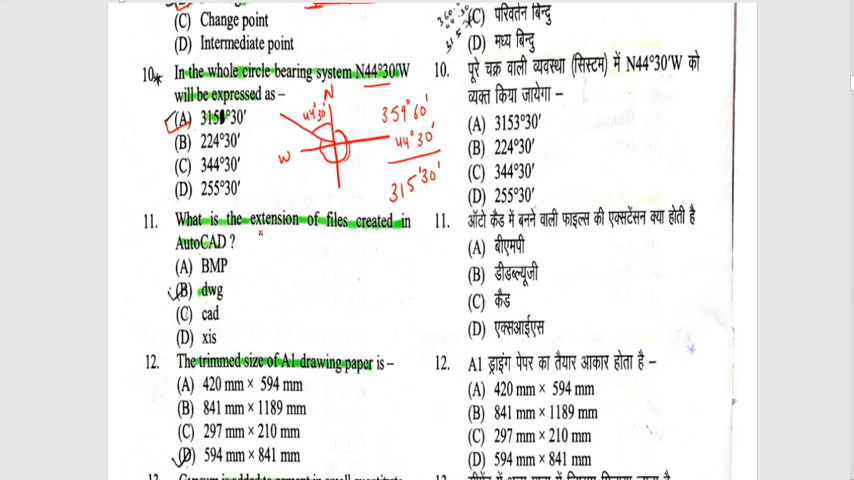 (C) Change point
(D) Intermediate point
10. In the whole circle bearing system N44°30'W
will be expressed as –
(A) 315°30'
(B) 224°30'
(C) 344°30'
(D) 255°30'
N
44°30'
W
359°60'
44°30'
315°30'
11. What is the extension of files created in
AutoCAD ?
(A) BMP
(B) dwg
(C) cad
(D) xis
12. The trimmed size of A1 drawing paper is –
(A) 420 mm × 594 mm
(B) 841 mm × 1189 mm
(C) 297 mm × 210 mm
(D) 594 mm × 841 mm
(C) परिवर्तन बिन्दु
(D) मध्य बिन्दु
10. पूरे चक्र वाली व्यवस्था (सिस्टम) में N44°30'W को
व्यक्त किया जायेगा –
(A) 3153°30'
(B) 224°30'
(C) 344°30'
(D) 255°30'
11. ऑटो कैड में बनने वाली फाइल्स की एक्सटेंसन क्या होती है
(A) बीएमपी
(B) डीडब्ल्यूजी
(C) कैड
(D) एक्सआईएस
12. A1 ड्राइंग पेपर का तैयार आकार होता है –
(A) 420 mm × 594 mm
(B) 841 mm × 1189 mm
(C) 297 mm × 210 mm
(D) 594 mm × 841 mm